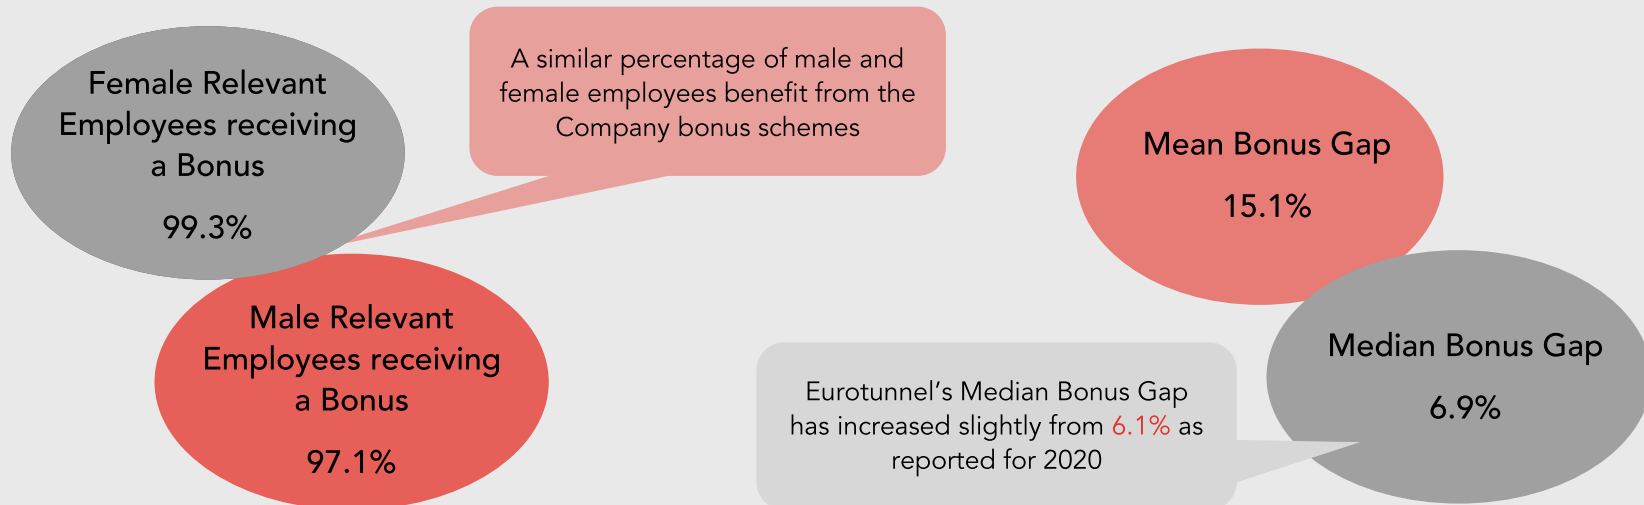 Female Relevant
Employees receiving
a Bonus
99.3%
A similar percentage of male and
female employees benefit from the
Company bonus schemes
Male Relevant
Employees receiving
a Bonus
97.1%
Mean Bonus Gap
15.1%
Median Bonus Gap
6.9%
Eurotunnel’s Median Bonus Gap
has increased slightly from 6.1% as
reported for 2020